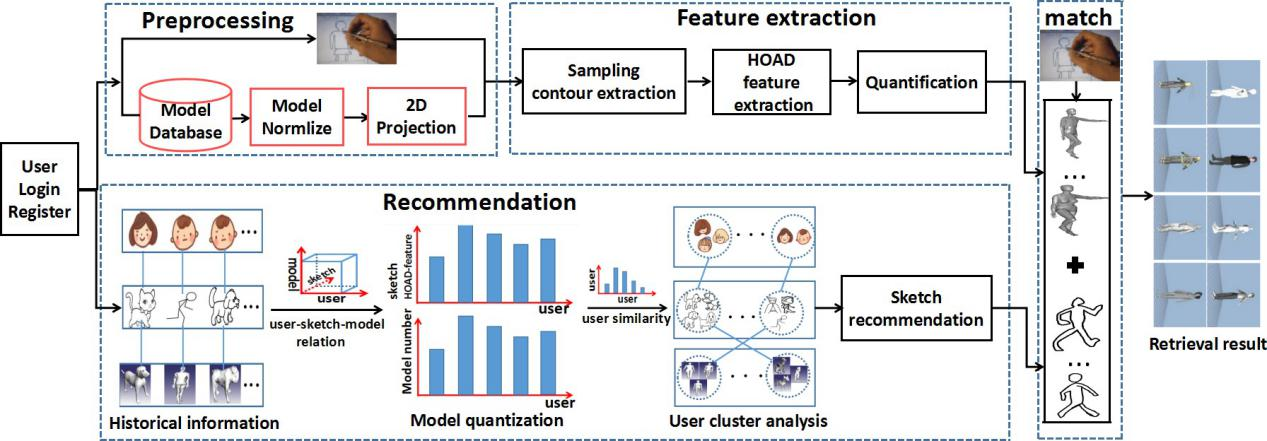 Preprocessing
Feature extraction
match
Model
Database
Model
Normlize
2D
Projection
Sampling
contour extraction
HOAD
feature
extraction
Quantification
User
Login
Register
Recommendation
...
...
...
Historical information
model
sketch
user
user-sketch-model
relation
sketch
HOAD-feature
user
Model number
user
Model quantization
user
user similarity
...
...
...
User cluster analysis
Sketch
recommendation
...
+
...
Retrieval result